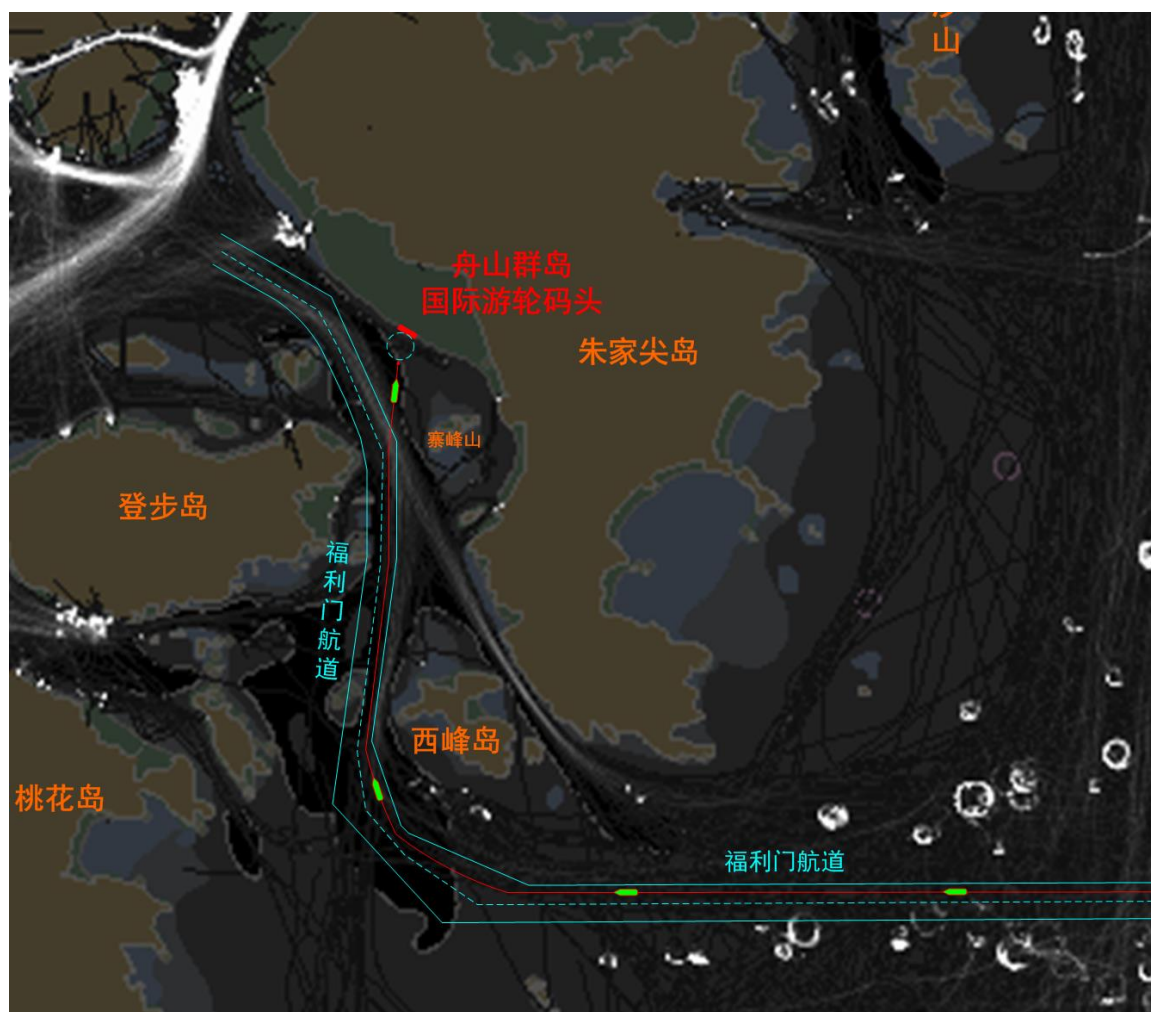 山
舟山群岛
国际游轮码头
朱家尖岛
寨峰山
登步岛
福利门航道
西峰岛
桃花岛
福利门航道